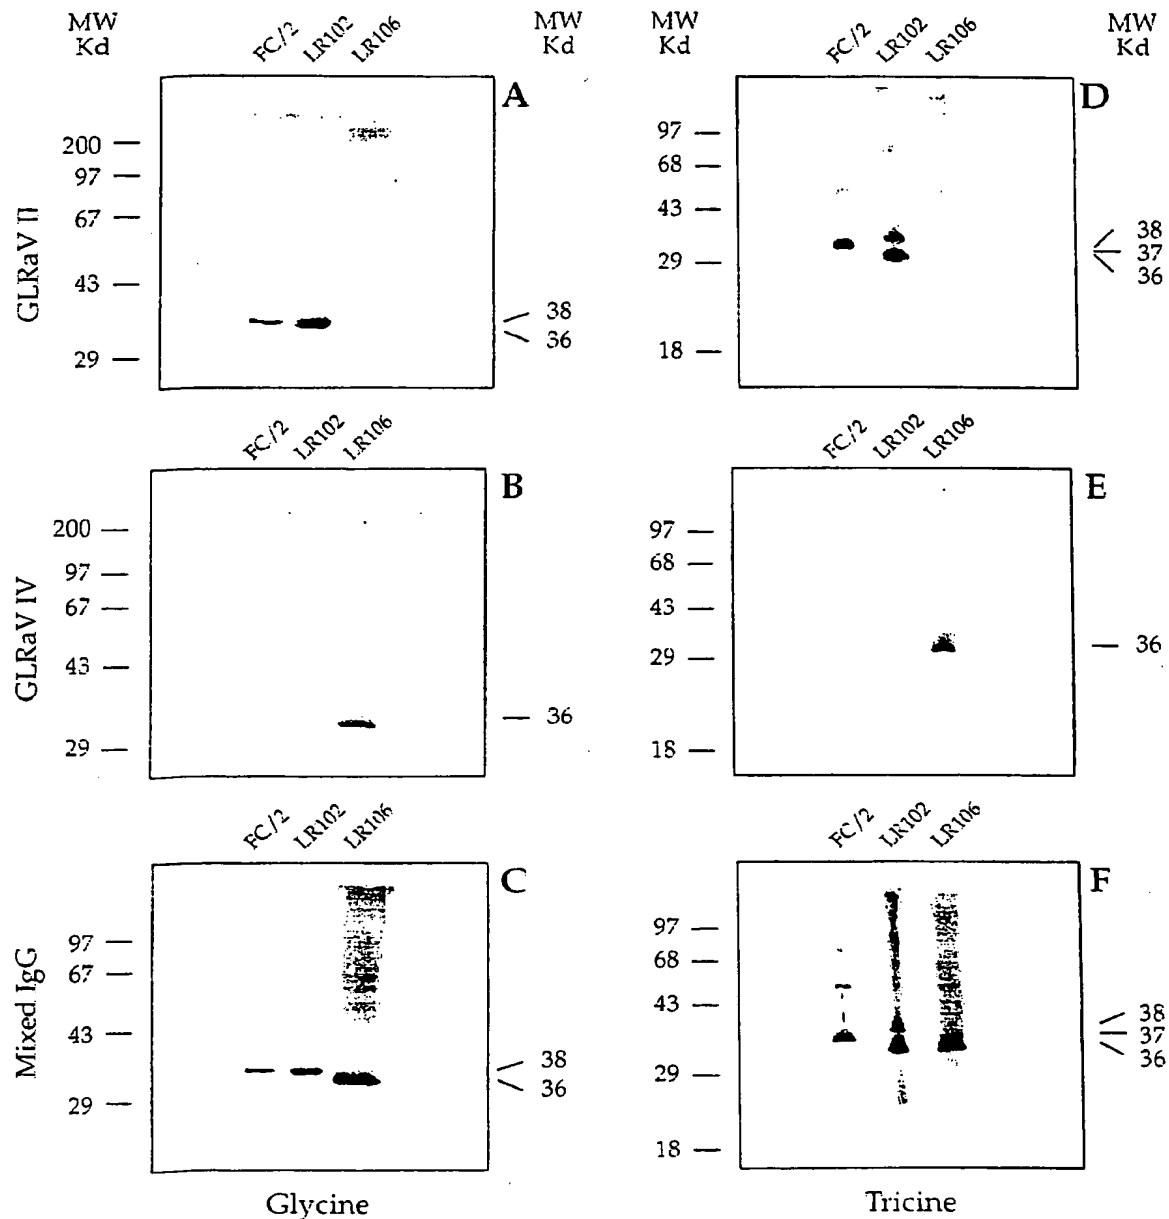 MW
Kd
FC/2 LR102 LR106
MW
Kd
GLRaV II
A
200
97
67
43
29
38
36
FC/2 LR102 LR106
MW
Kd
D
97
68
43
29
18
38
37
36
GLRaV IV
FC/2 LR102 LR106
B
200
97
67
43
29
36
FC/2 LR102 LR106
E
97
68
43
29
18
36
Mixed IgG
FC/2 LR102 LR106
C
97
67
43
29
38
36
FC/2 LR102 LR106
F
97
68
43
29
18
38
37
36
Glycine
Tricine